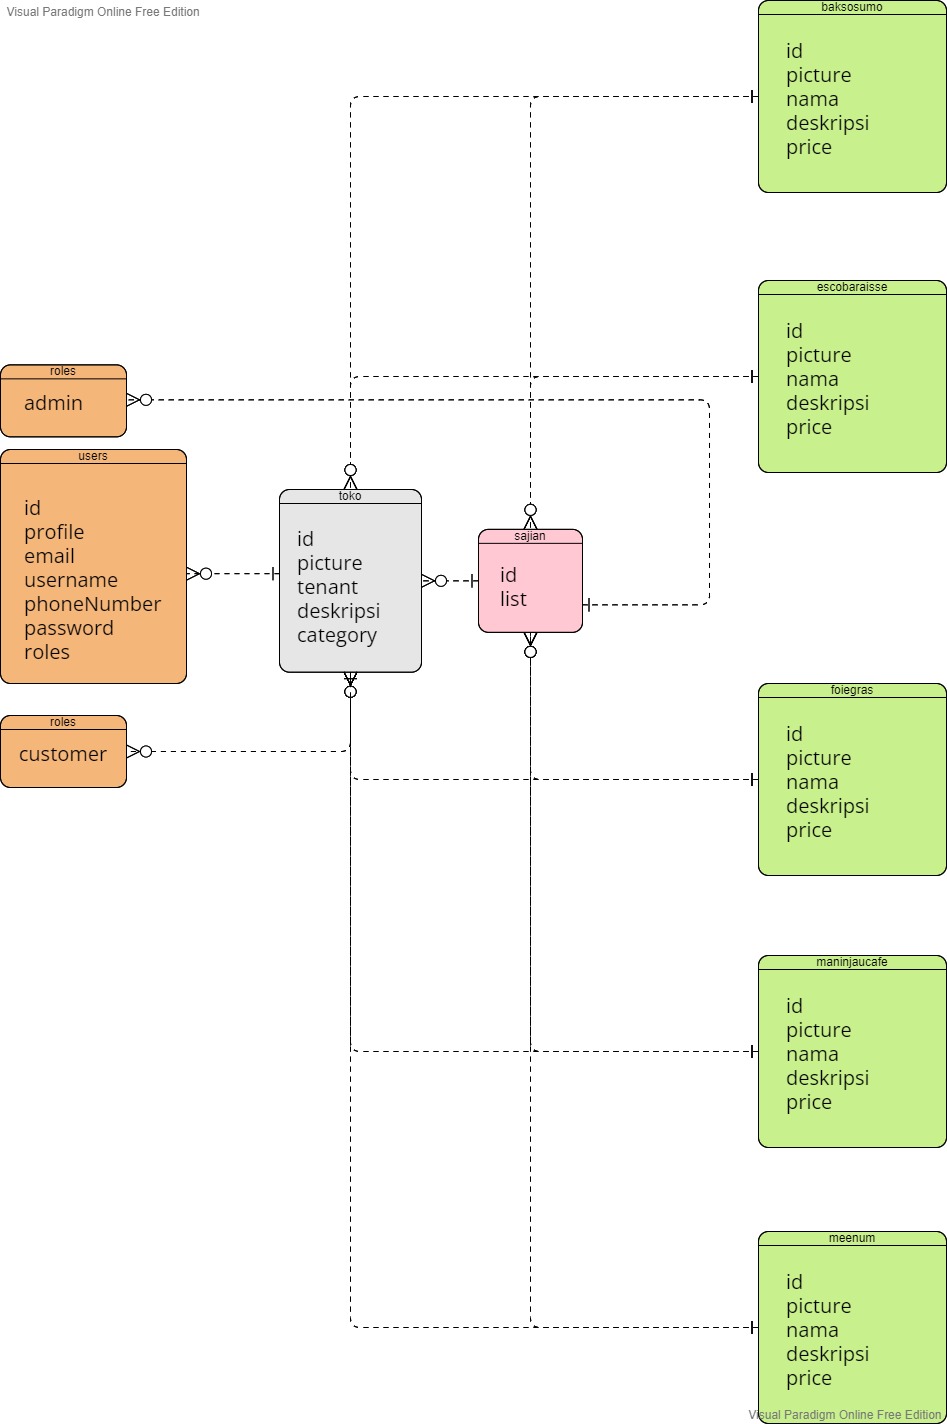 Visual Paradigm Online Free Edition
baksosumo
id
picture
nama
deskripsi
price
escobaraisse
id
picture
nama
deskripsi
price
roles
admin
users
id
profile
email
username
phoneNumber
password
roles
toko
id
picture
tenant
deskripsi
category
sajian
id
list
roles
customer
foiegras
id
picture
nama
deskripsi
price
maninjaucafe
id
picture
nama
deskripsi
price
meenum
id
picture
nama
deskripsi
price
Visual Paradigm Online Free Edition